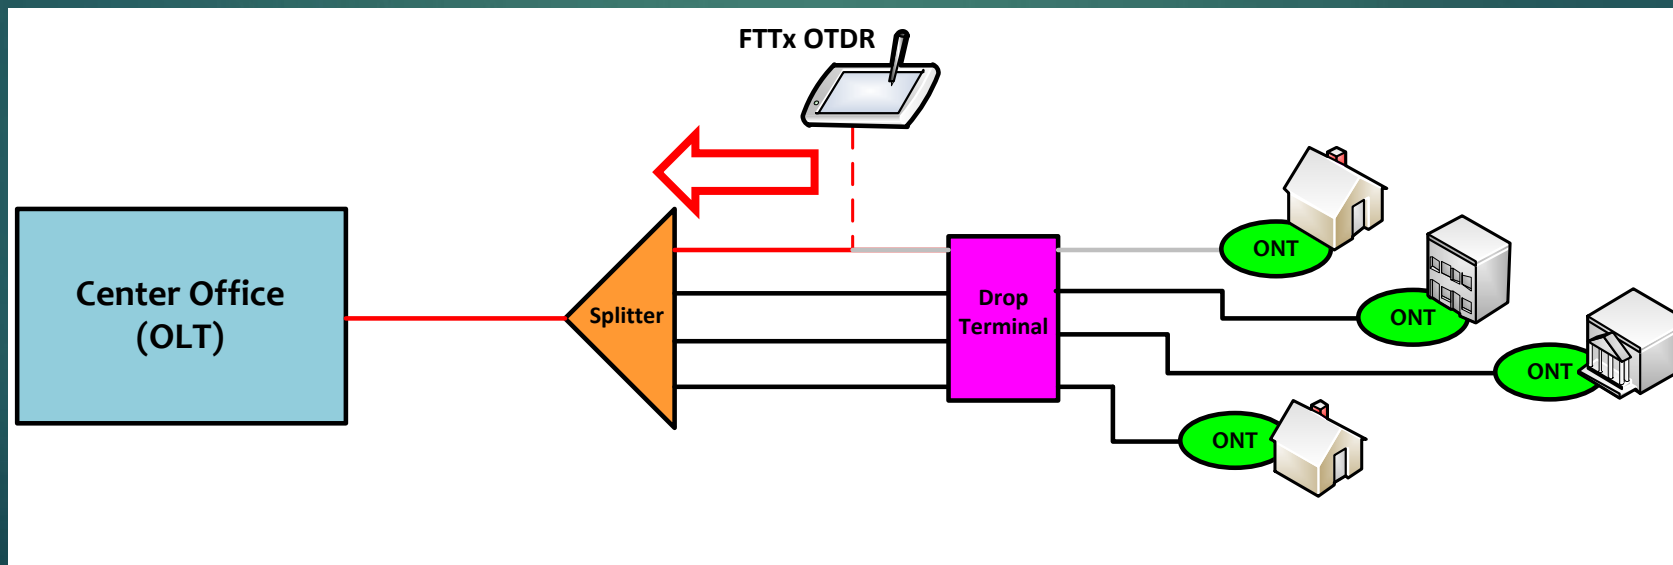 FTTx OTDR
Center Office
(OLT)
Splitter
Drop
Terminal
ONT
ONT
ONT
ONT